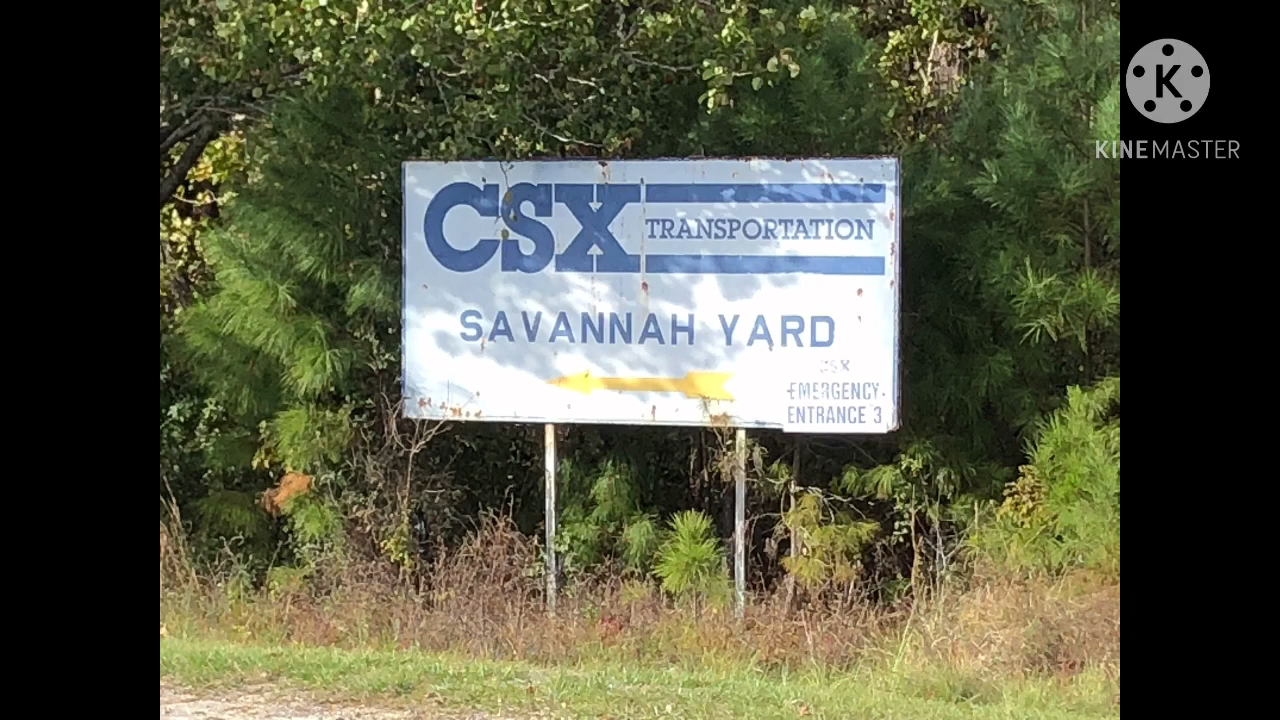 CSX TRANSPORTATION
SAVANNAH YARD
CSX
EMERGENCY
ENTRANCE 3
K
KINEMASTER